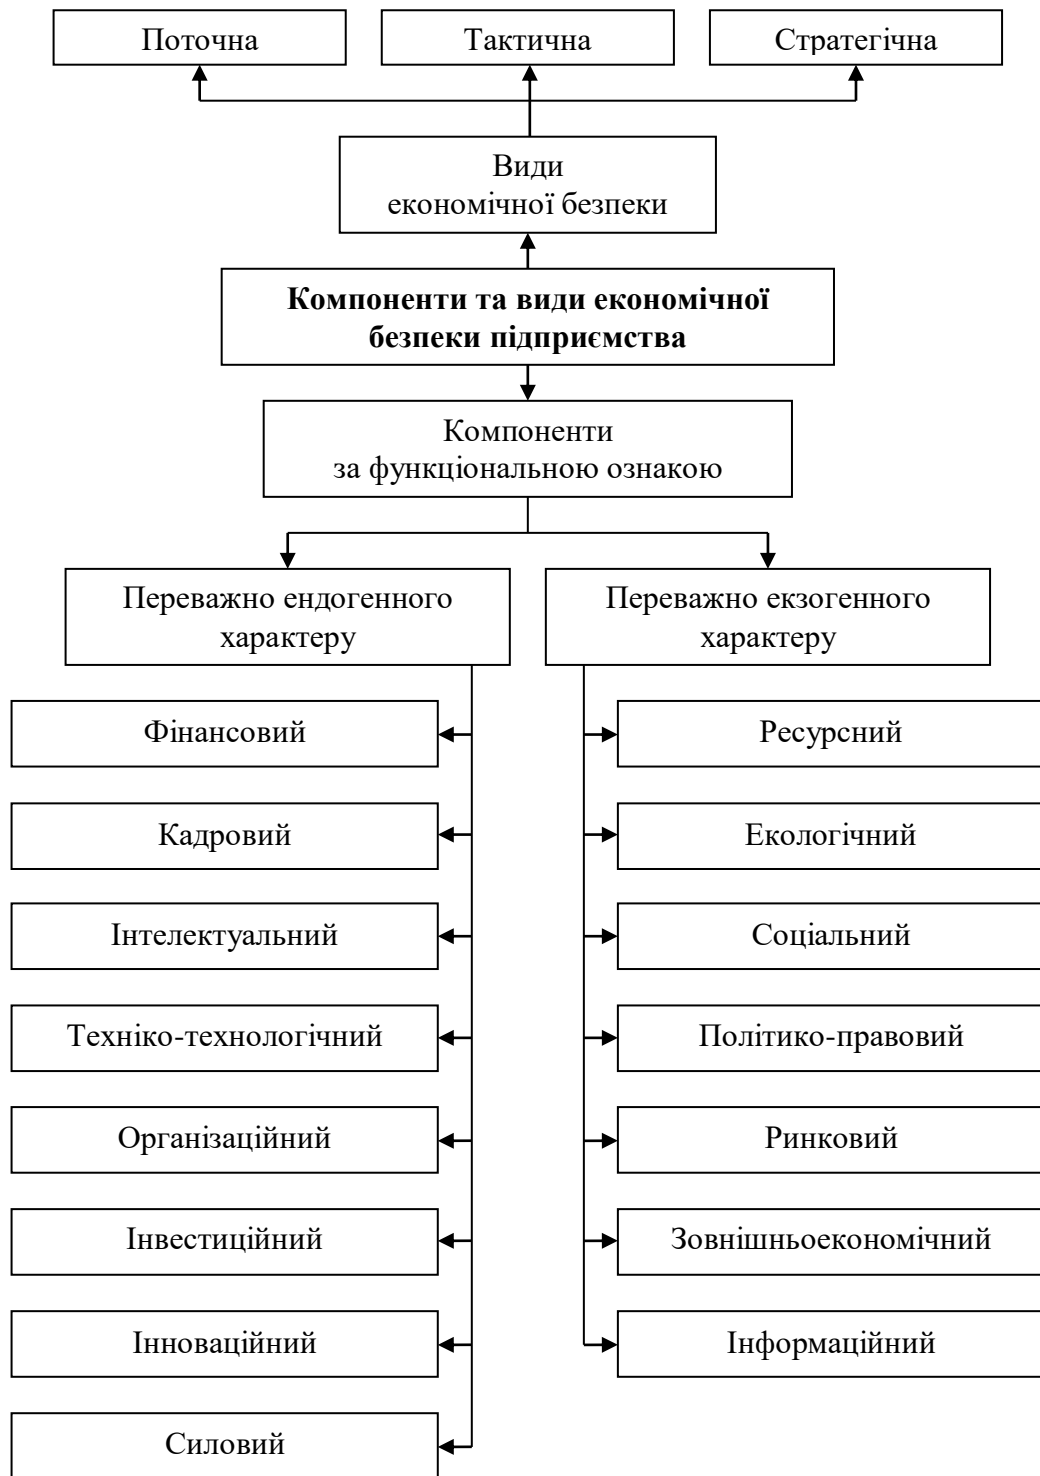 Поточна
Тактична
Стратегічна
Види
економічної безпеки
Компоненти та види економічної
безпеки підприємства
Компоненти
за функціональною ознакою
Переважно ендогенного
характеру
Переважно екзогенного
характеру
Фінансовий
Ресурсний
Кадровий
Екологічний
Інтелектуальний
Соціальний
Техніко-технологічний
Політико-правовий
Організаційний
Ринковий
Інвестиційний
Зовнішньоекономічний
Інноваційний
Інформаційний
Силовий